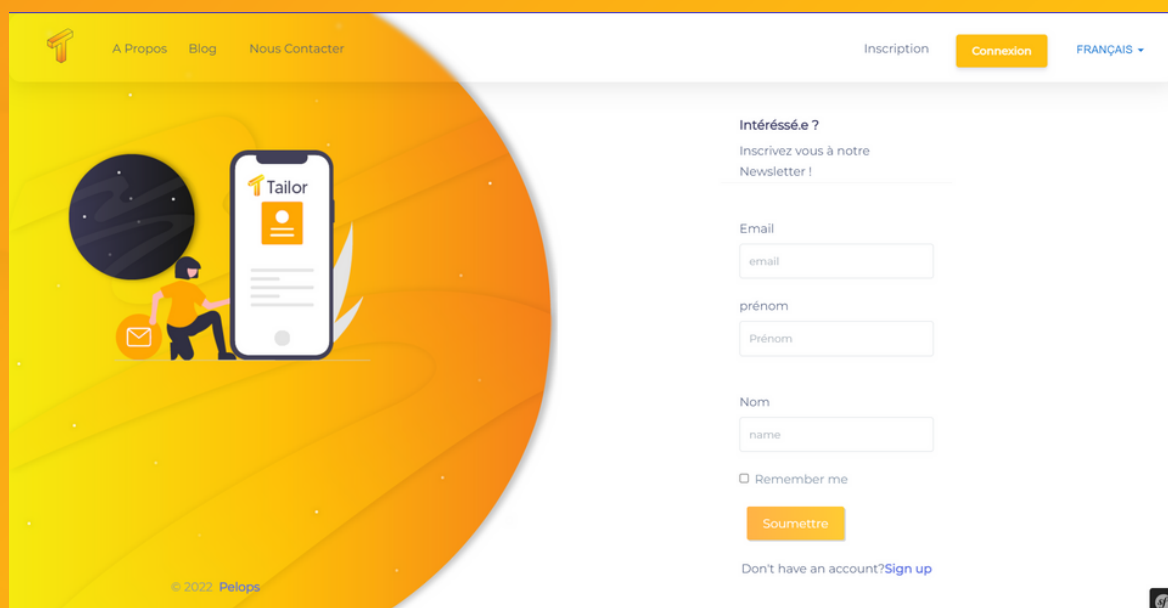 A Propos Blog Nous Contacter Inscription Connexion FRANÇAIS
Tailor
Intéréssé.e ?
Inscrivez vous à notre
Newsletter !
Email
email
prénom
Prénom
Nom
name
Remember me
Soumettre
Don't have an account?Sign up
© 2022 Pelops
sf